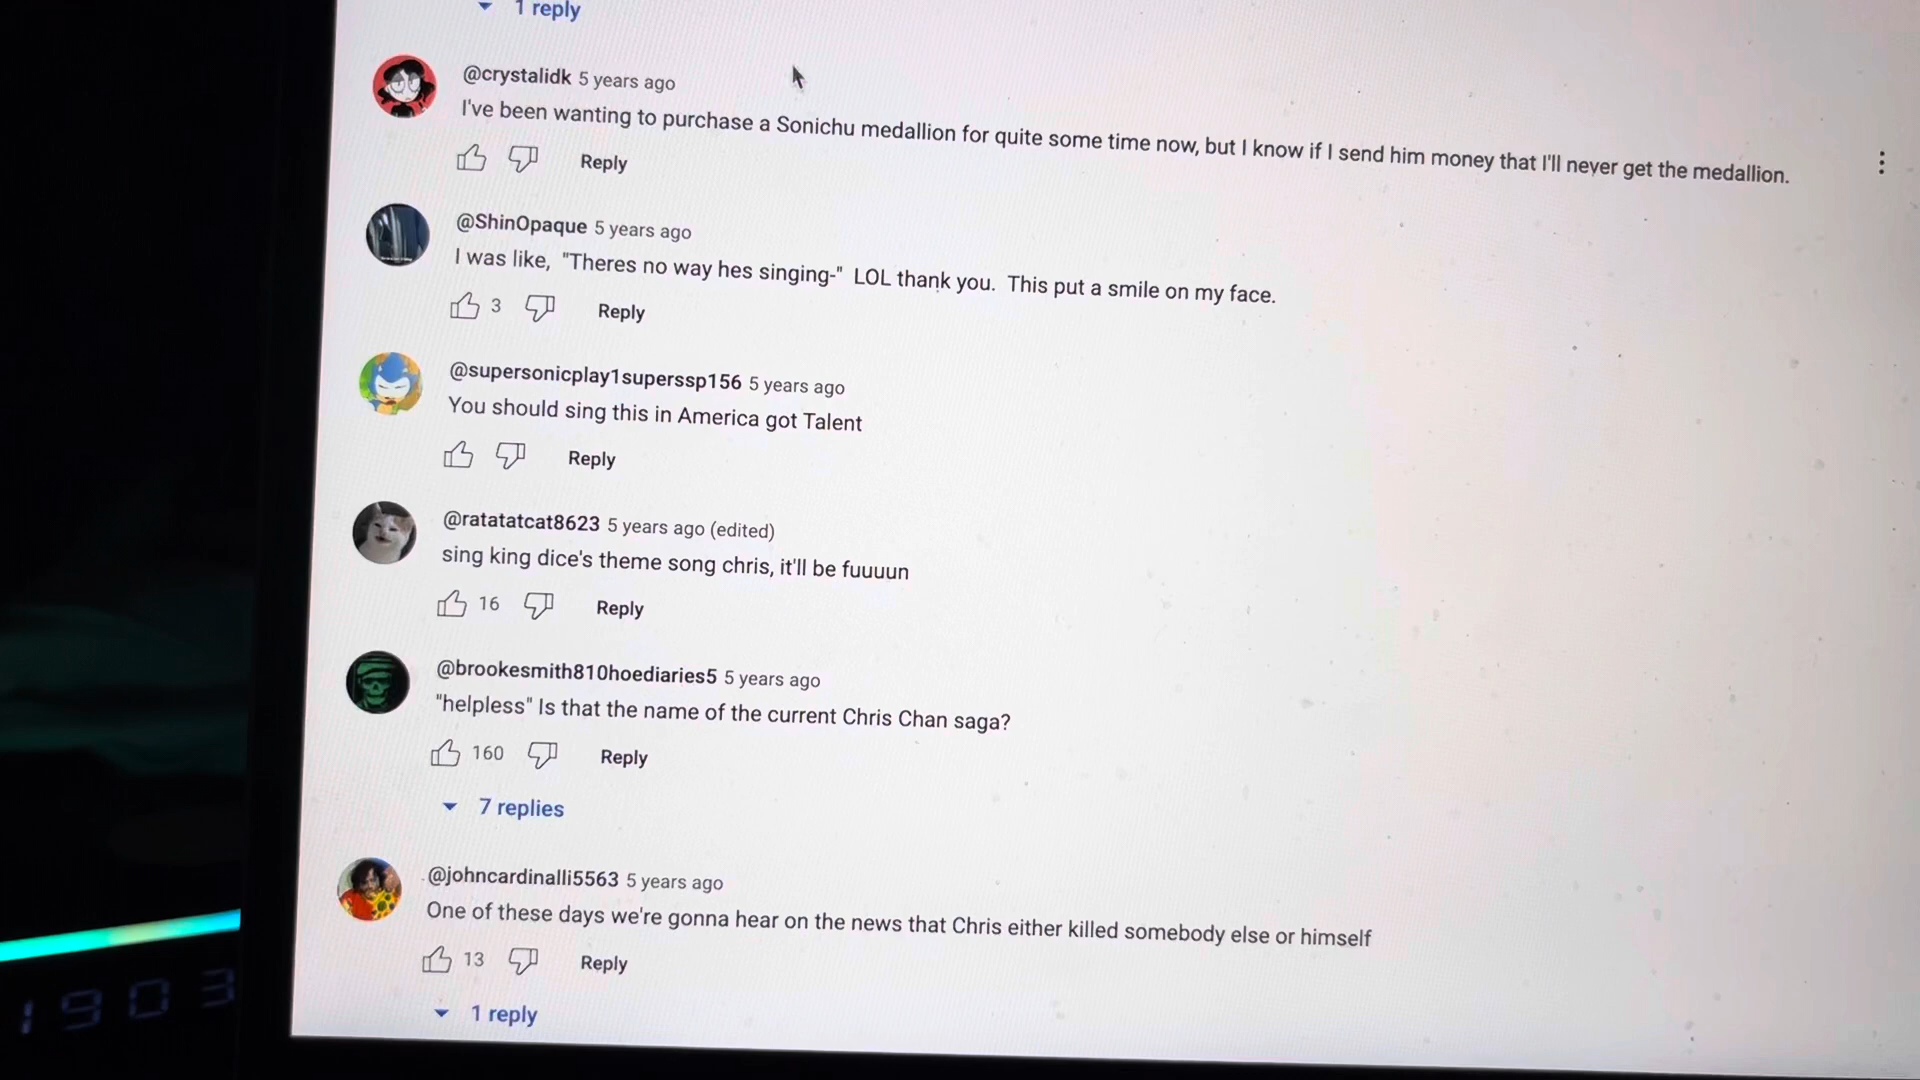 1 reply
@crystalidk 5 years ago
I've been wanting to purchase a Sonichu medallion for quite some time now, but I know if I send him money that I'll never get the medallion.
Reply
@ShinOpaque 5 years ago
I was like, "Theres no way hes singing-" LOL thank you. This put a smile on my face.
3 Reply
@supersonicplay1superssp156 5 years ago
You should sing this in America got Talent
Reply
@ratatatcat8623 5 years ago (edited)
sing king dice's theme song chris, it'll be fuuuun
16 Reply
@brookesmith810hoediaries5 5 years ago
"helpless" Is that the name of the current Chris Chan saga?
160 Reply
7 replies
@johncardinalli5563 5 years ago
One of these days we're gonna hear on the news that Chris either killed somebody else or himself
13 Reply
1 reply
1903